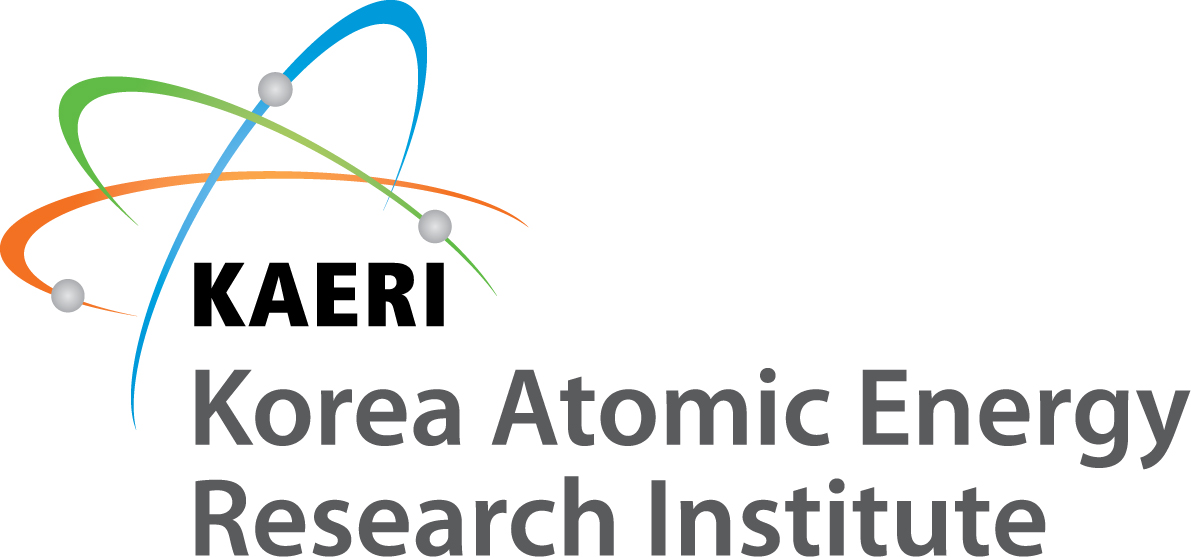 KAERI
Korea Atomic Energy
Research Institute